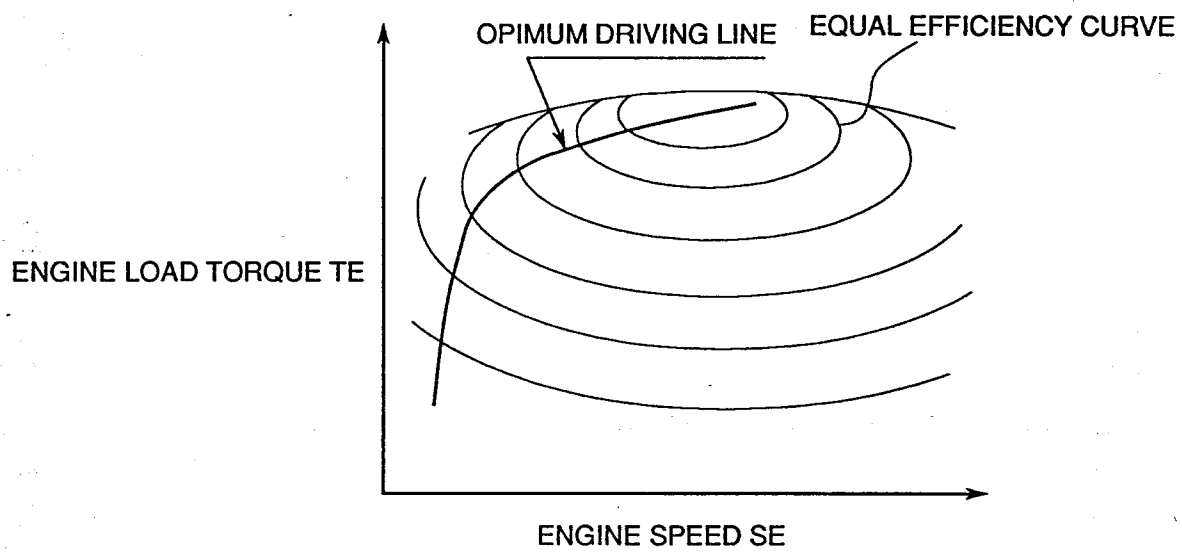 OPIMUM DRIVING LINE
EQUAL EFFICIENCY CURVE
ENGINE LOAD TORQUE TE
ENGINE SPEED SE